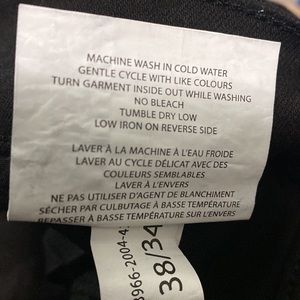 MACHINE WASH IN COLD WATER
GENTLE CYCLE WITH LIKE COLOURS
TURN GARMENT INSIDE OUT WHILE WASHING
NO BLEACH
TUMBLE DRY LOW
LOW IRON ON REVERSE SIDE
LAVER À LA MACHINE À L'EAU FROIDE
LAVER AU CYCLE DÉLICAT AVEC DES
COULEURS SEMBLABLES
LAVER À L'ENVERS
NE PAS UTILISER D'AGENT DE BLANCHIMENT
SÉCHER PAR CULBUTAGE À BASSE TEMPÉRATURE
REPASSER À BASSE TEMPÉRATURE SUR L'ENVERS
3966-2004-4
38/34